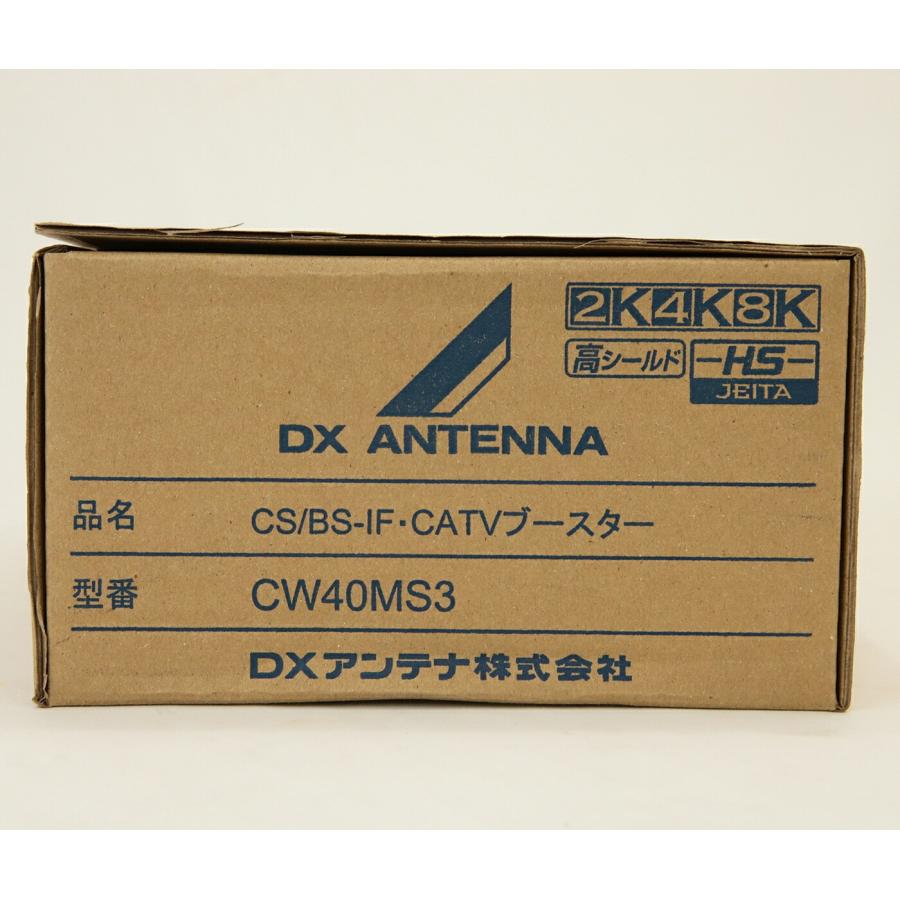 2K4K8K
高シールド -HS-
JEITA
DX ANTENNA
品名 CS/BS-IF・CATVブースター
型番 CW40MS3
DXアンテナ株式会社